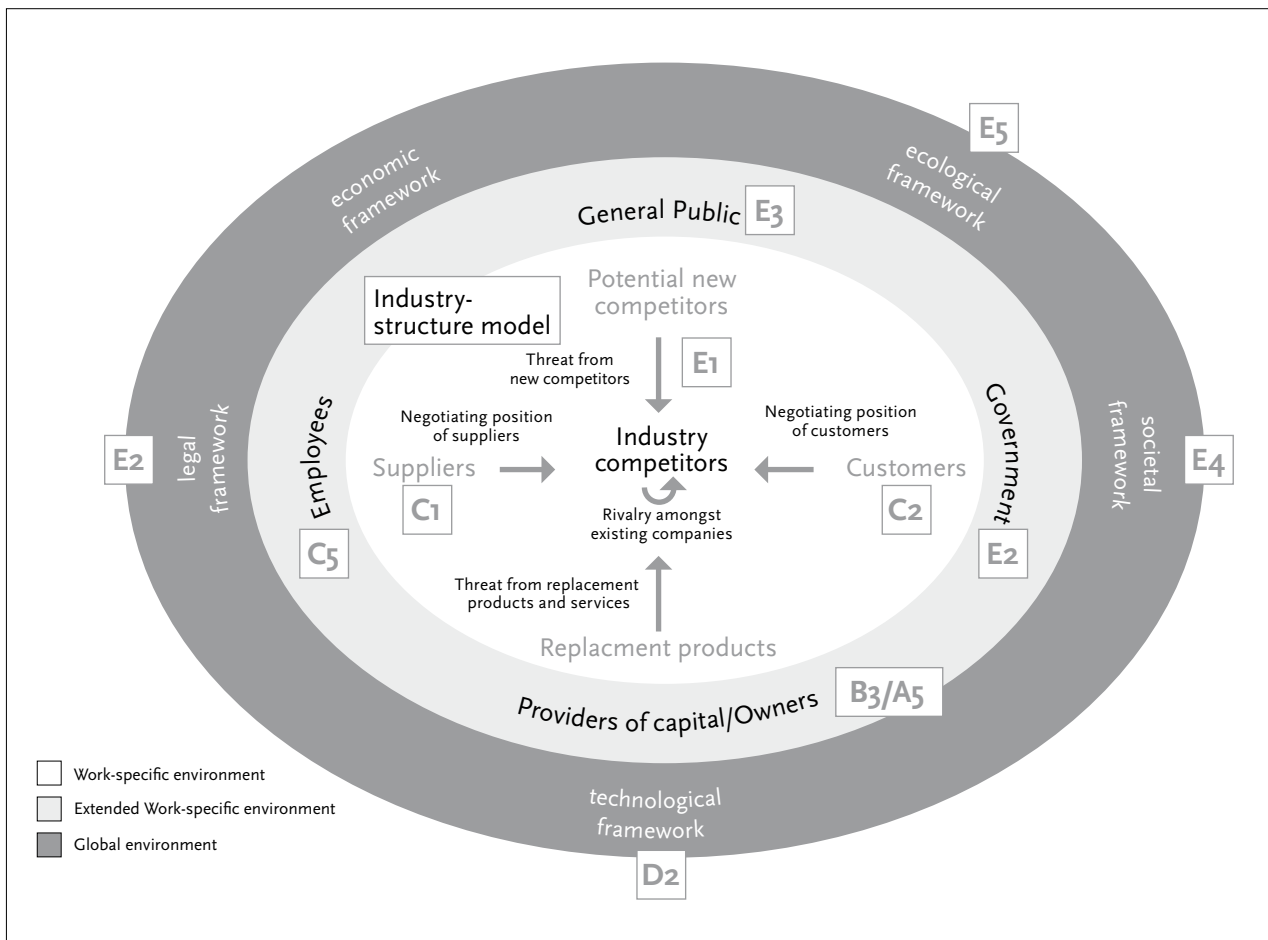 E5
economic
framework
ecological
framework
General Public
E3
Industry-
structure model
Potential new
competitors
Threat from
new competitors
E1
Employees
Government
Negotiating position
of suppliers
Negotiating position
of customers
Industry
competitors
E2
legal
framework
Suppliers
Customers
societal
framework
E4
C1
C2
Rivalry amongst
existing companies
C5
E2
Threat from replacement
products and services
Replacment products
B3/A5
Providers of capital/Owners
Work-specific environment
Extended Work-specific environment
Global environment
technological
framework
D2